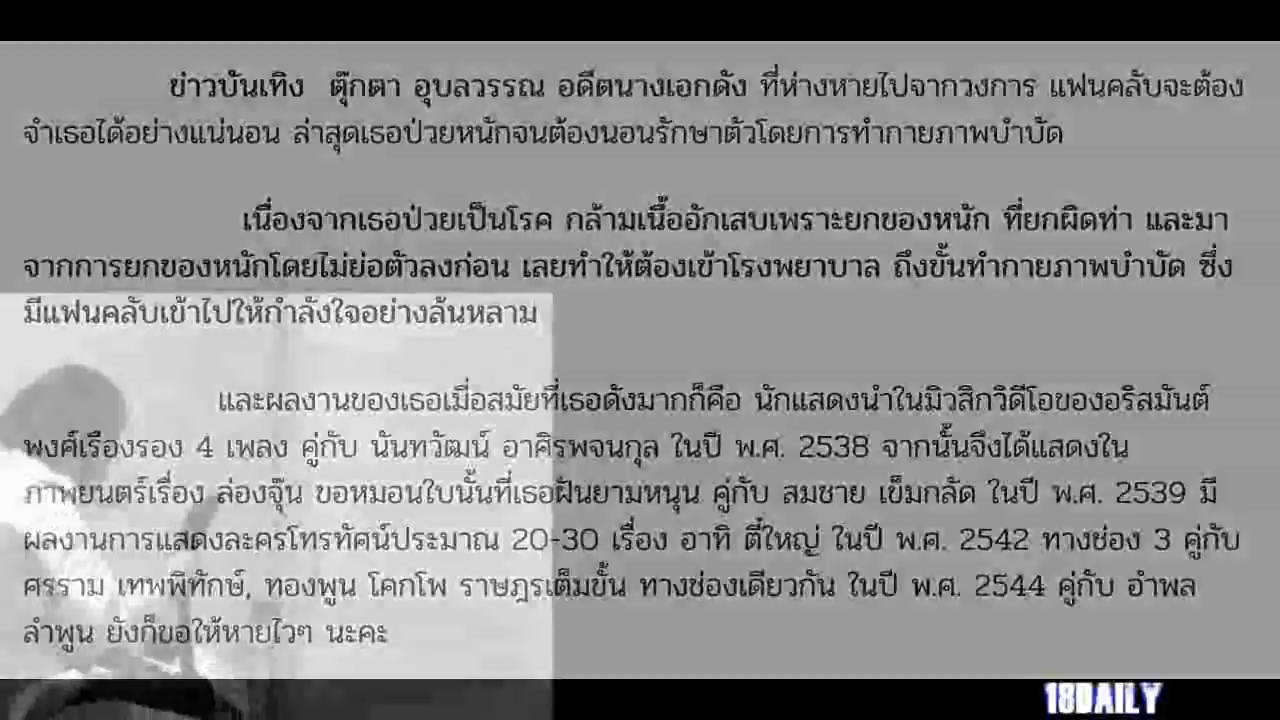 ข่าวบันเทิง ตุ๊กตา อุบลวรรณ อดีตนางเอกดัง ที่ห่างหายไปจากวงการ แฟนคลับจะต้อง
จำเธอได้อย่างแน่นอน ล่าสุดเธอป่วยหนักจนต้องนอนรักษาตัวโดยการทำกายภาพบำบัด
เนื่องจากเธอป่วยเป็นโรค กล้ามเนื้ออักเสบเพราะยกของหนัก ที่ยกผิดท่า และมา
จากการยกของหนักโดยไม่ย่อตัวลงก่อน เลยทำให้ต้องเข้าโรงพยาบาล ถึงขั้นทำกายภาพบำบัด ซึ่ง
มีแฟนคลับเข้าไปให้กำลังใจอย่างล้นหลาม
และผลงานของเธอเมื่อสมัยที่เธอดังมากก็คือ นักแสดงนำในมิวสิกวิดีโอของอริสมันต์
พงศ์เรืองรอง 4 เพลง คู่กับ นันทวัฒน์ อาศิรพจนกุล ในปี พ.ศ. 2538 จากนั้นจึงได้แสดงใน
ภาพยนตร์เรื่อง ล่องจุ๊น ขอหมอนใบนั้นที่เธอฝันยามหนุน คู่กับ สมชาย เข็มกลัด ในปี พ.ศ. 2539 มี
ผลงานการแสดงละครโทรทัศน์ประมาณ 20-30 เรื่อง อาทิ ตี๋ใหญ่ ในปี พ.ศ. 2542 ทางช่อง 3 คู่กับ
ศรราม เทพพิทักษ์, ทองพูน โคกโพ ราษฎรเต็มขั้น ทางช่องเดียวกัน ในปี พ.ศ. 2544 คู่กับ อำพล
ลำพูน ยังก็ขอให้หายไวๆ นะคะ
18DAILY